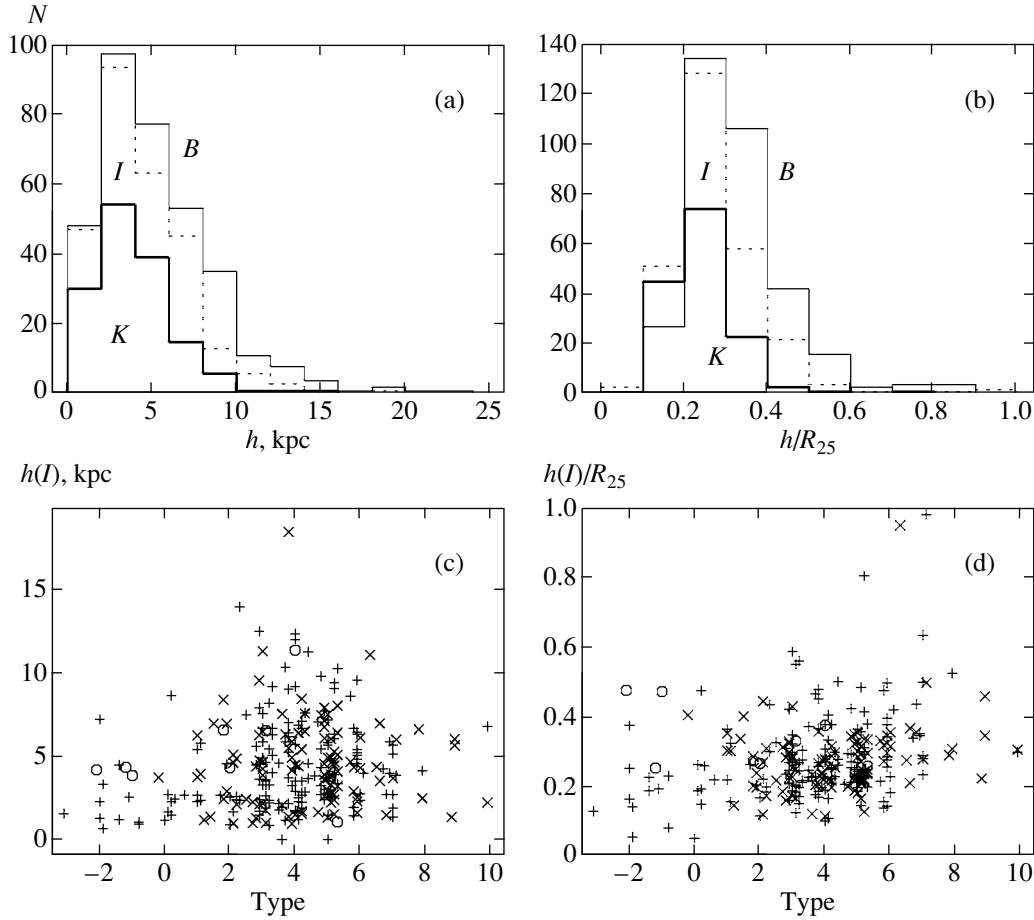 N
100
80
60
40
20
0
(a)
I
B
K
0 5 10 15 20 25
h, kpc
140
120
100
80
60
40
20
0
(b)
I
B
K
0 0.2 0.4 0.6 0.8 1.0
h/R25
h(I), kpc
15
10
5
0
(c)
−2 0 2 4 6 8 10
Type
h(I)/R25
1.0
0.8
0.6
0.4
0.2
0
(d)
−2 0 2 4 6 8 10
Type